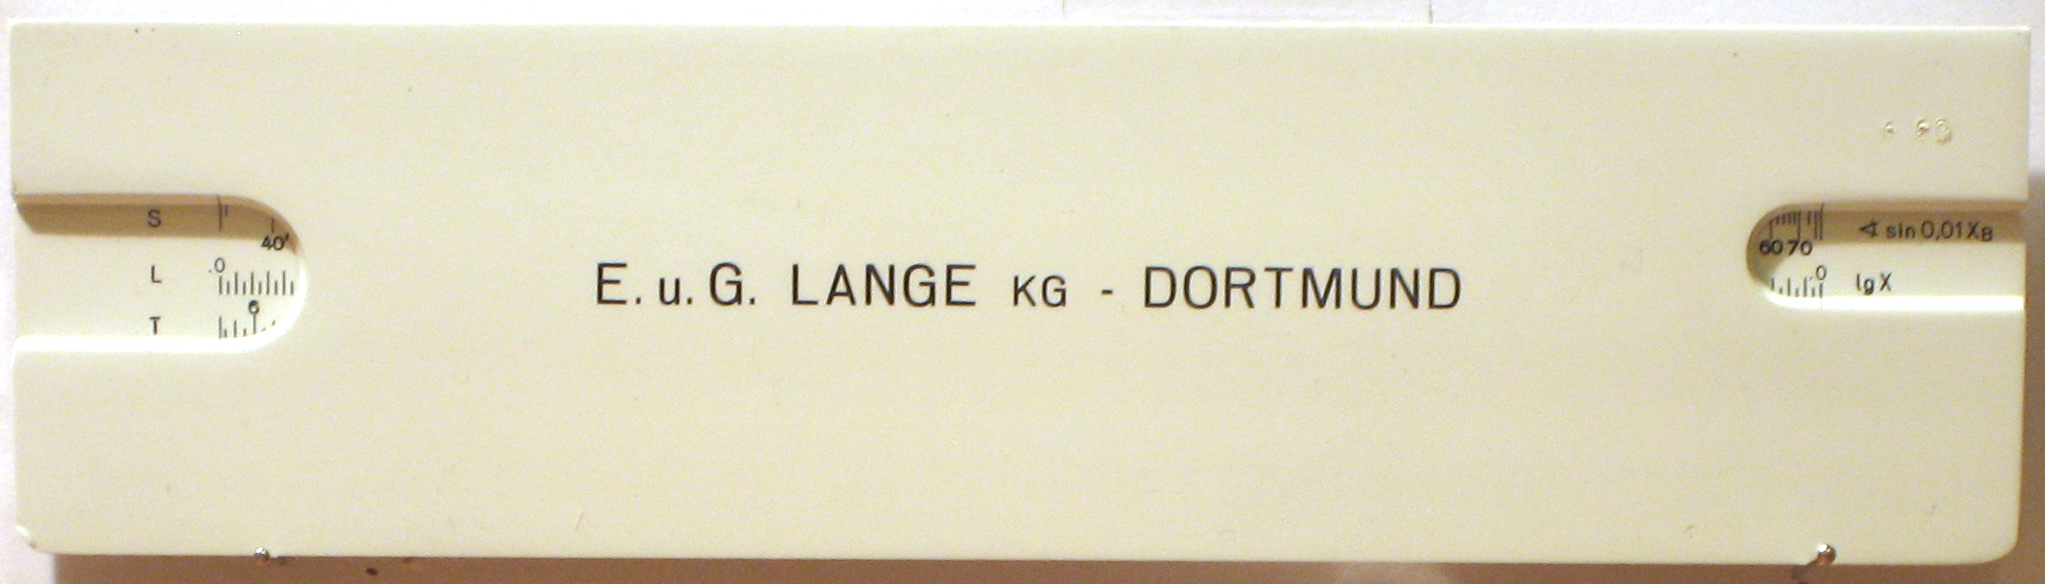 S
40'
0
L
6
T
E. u. G. LANGE KG - DORTMUND
60 70
∢ sin 0,01 X B
0
lg X